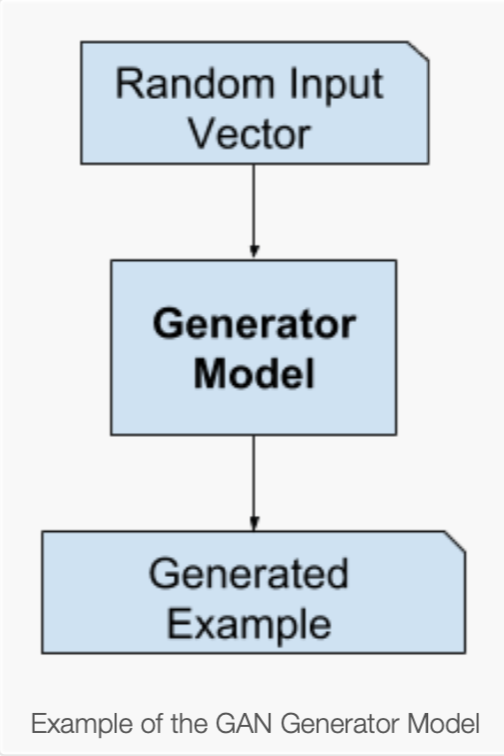 Random Input
Vector
Generator
Model
Generated
Example
Example of the GAN Generator Model